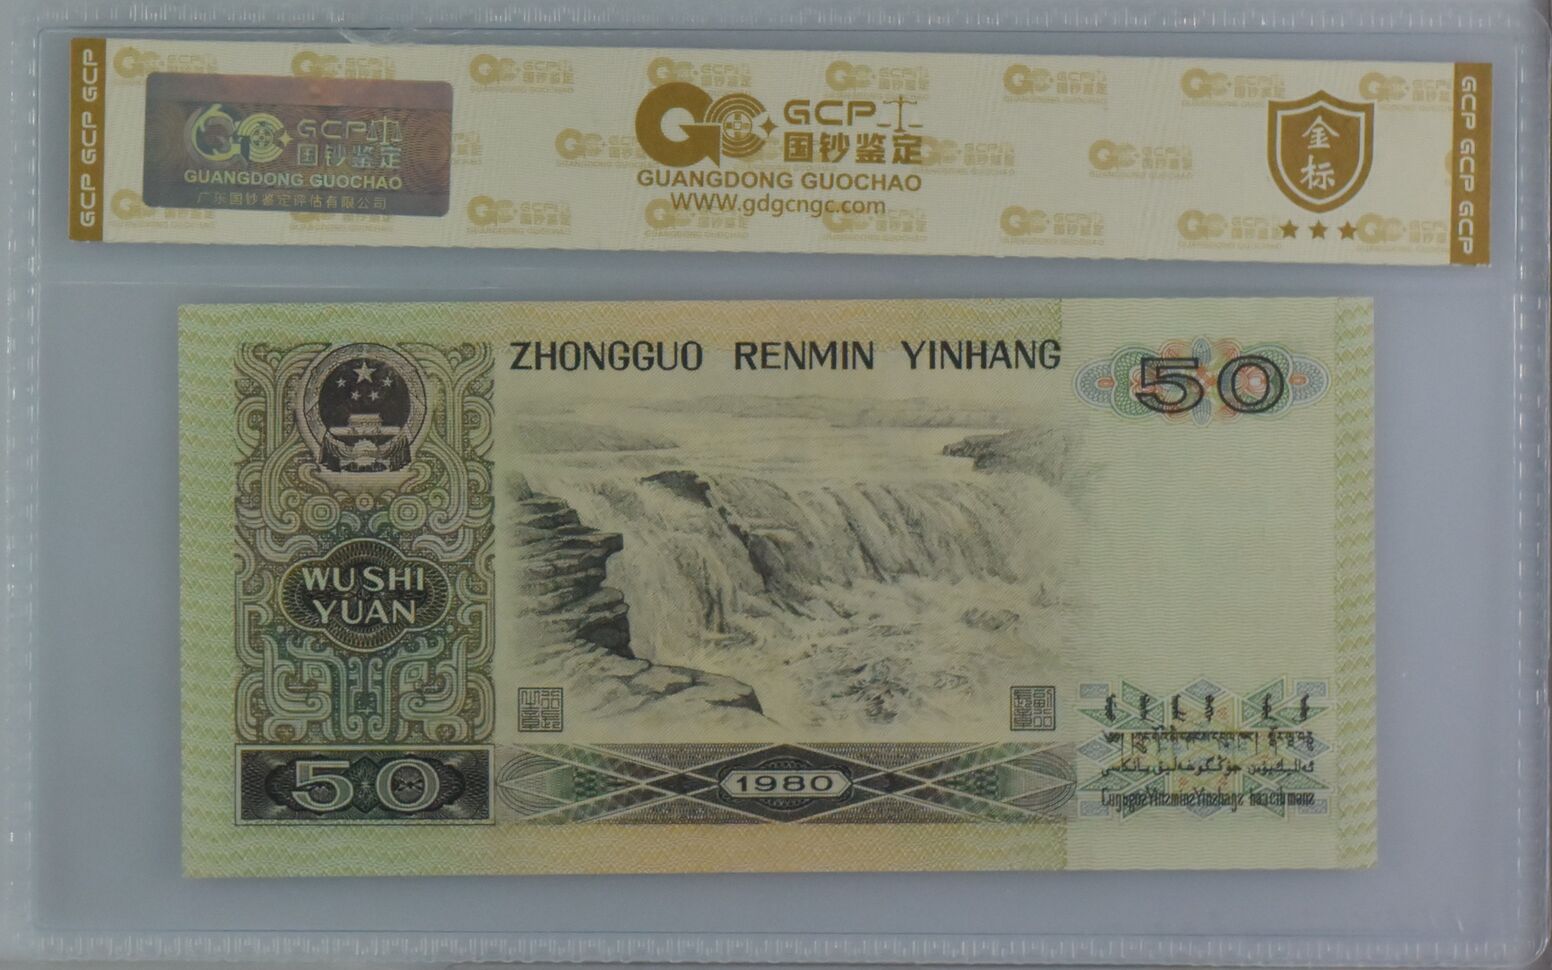 GCP GCP GCP
GCP 国钞鉴定
GUANGDONG GUOCHAO
广东国钞鉴定评估有限公司
GCP
国钞鉴定
GUANGDONG GUOCHAO
WWW.gdgcngc.com
金标
GCP GCP GCP
ZHONGGUO RENMIN YINHANG
50
WU SHI
YUAN
50
1980